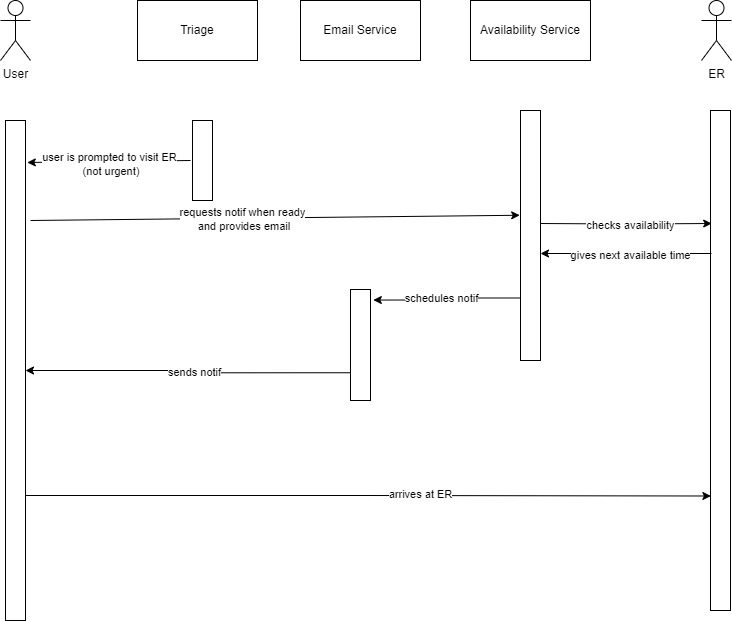 Triage
Email Service
Availability Service
User
ER
user is prompted to visit ER
(not urgent)
requests notif when ready
and provides email
checks availability
gives next available time
schedules notif
sends notif
arrives at ER